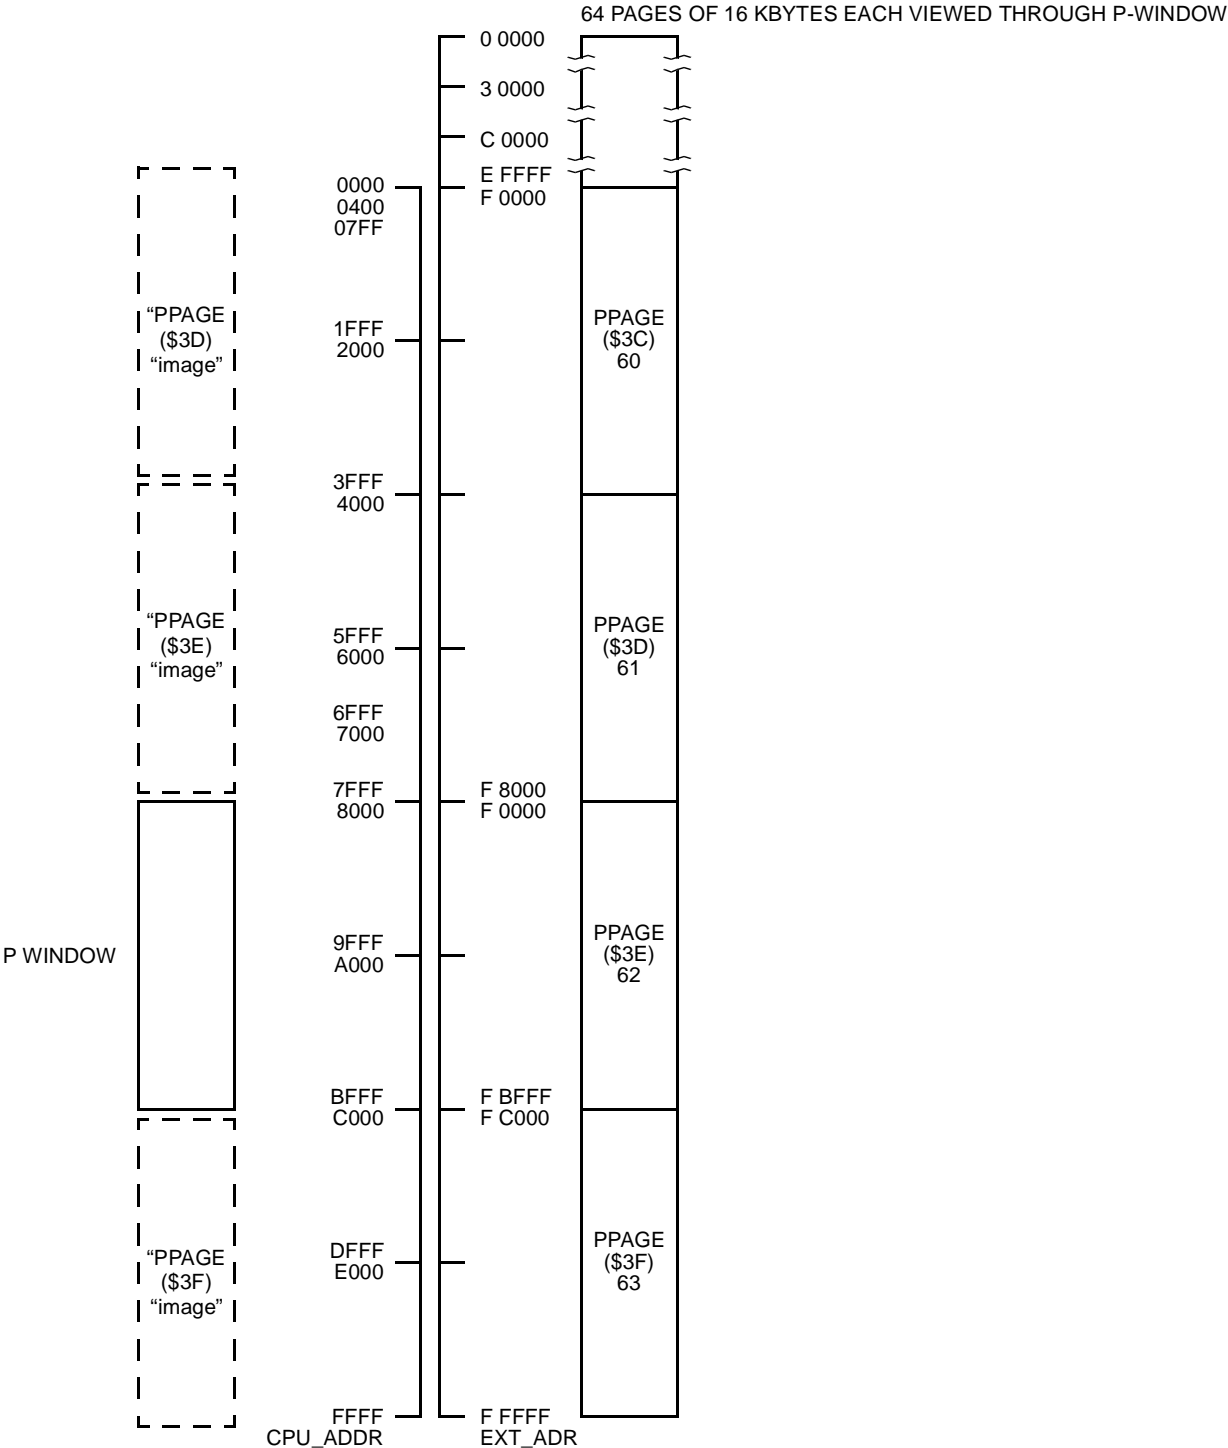 64 PAGES OF 16 KBYTES EACH VIEWED THROUGH P-WINDOW
0 0000
3 0000
C 0000
E FFFF
F 0000
0000
0400
07FF
“PPAGE
($3D)
“image”
1FFF
2000
PPAGE
($3C)
60
3FFF
4000
“PPAGE
($3E)
“image”
5FFF
6000
PPAGE
($3D)
61
6FFF
7000
7FFF
8000
F 8000
F 0000
P WINDOW
9FFF
A000
PPAGE
($3E)
62
BFFF
C000
F BFFF
F C000
“PPAGE
($3F)
“image”
DFFF
E000
PPAGE
($3F)
63
FFFF
CPU_ADDR
F FFFF
EXT_ADR